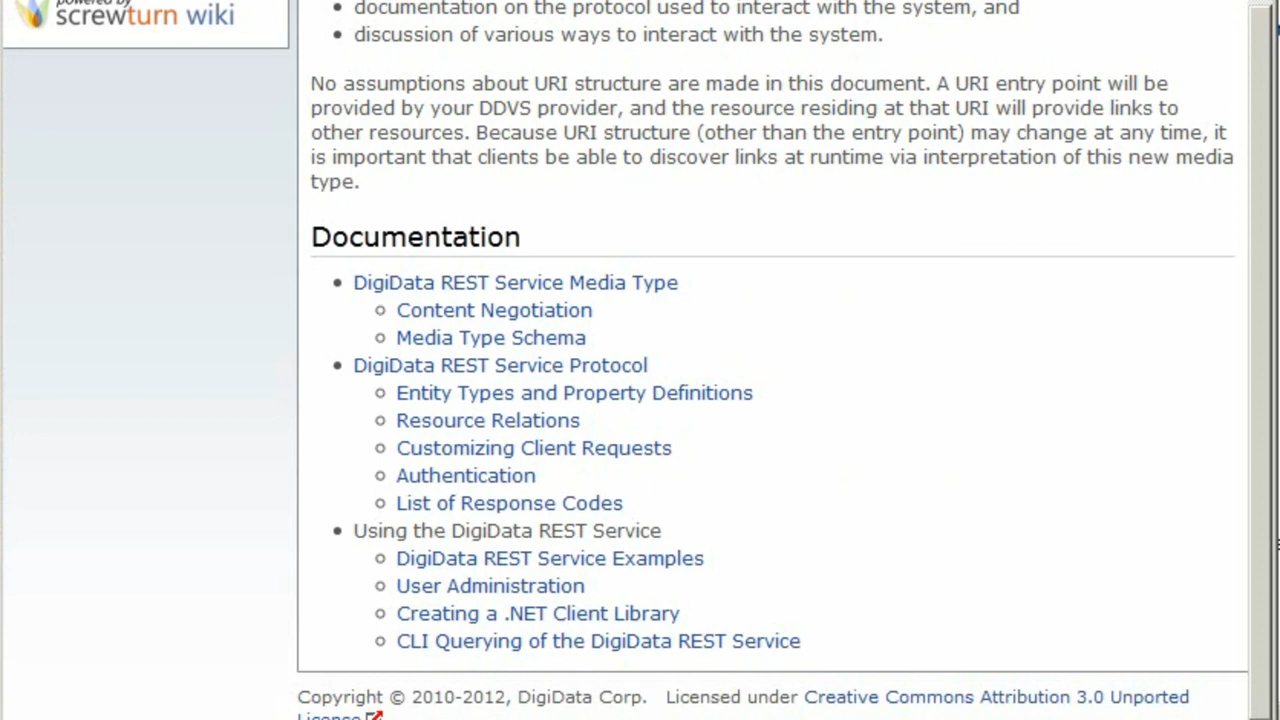 powered by
screwturn wiki
documentation on the protocol used to interact with the system, and
discussion of various ways to interact with the system.
No assumptions about URI structure are made in this document. A URI entry point will be
provided by your DDVS provider, and the resource residing at that URI will provide links to
other resources. Because URI structure (other than the entry point) may change at any time, it
is important that clients be able to discover links at runtime via interpretation of this new media
type.
Documentation
DigiData REST Service Media Type
Content Negotiation
Media Type Schema
DigiData REST Service Protocol
Entity Types and Property Definitions
Resource Relations
Customizing Client Requests
Authentication
List of Response Codes
Using the DigiData REST Service
DigiData REST Service Examples
User Administration
Creating a .NET Client Library
CLI Querying of the DigiData REST Service
Copyright © 2010-2012, DigiData Corp. Licensed under Creative Commons Attribution 3.0 Unported
License